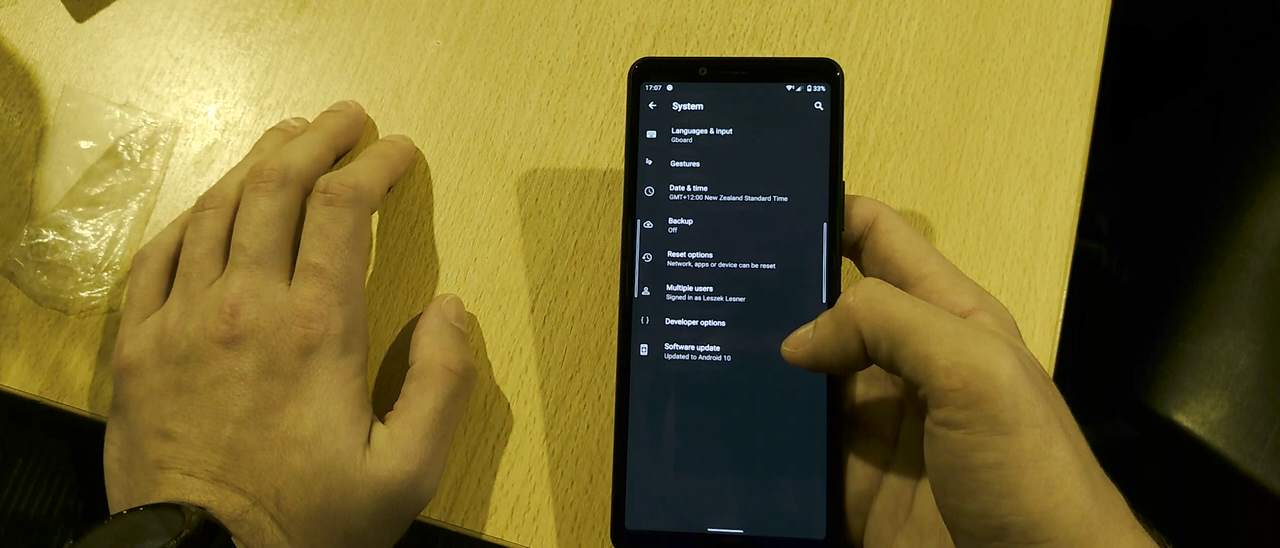 17:07
33%
System
Languages & input
Gboard
Gestures
Date & time
GMT+12:00 New Zealand Standard Time
Backup
Off
Reset options
Network, apps or device can be reset
Multiple users
Signed in as Leszek Lesner
Developer options
Software update
Updated to Android 10